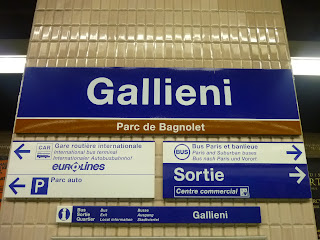 Gallieni
Parc de Bagnolet
CAR Gare routière internationale
International bus terminal
Internationaler Autobusbahnhof
eurolines
P Parc auto
BUS Bus Paris et banlieue
Paris and Suburban buses
Bus nach Paris und Vorort
Sortie
Centre commercial
Bus Bus Busse
Sortie Exit Ausgang
Quartier Local information Stadtviertel
Gallieni